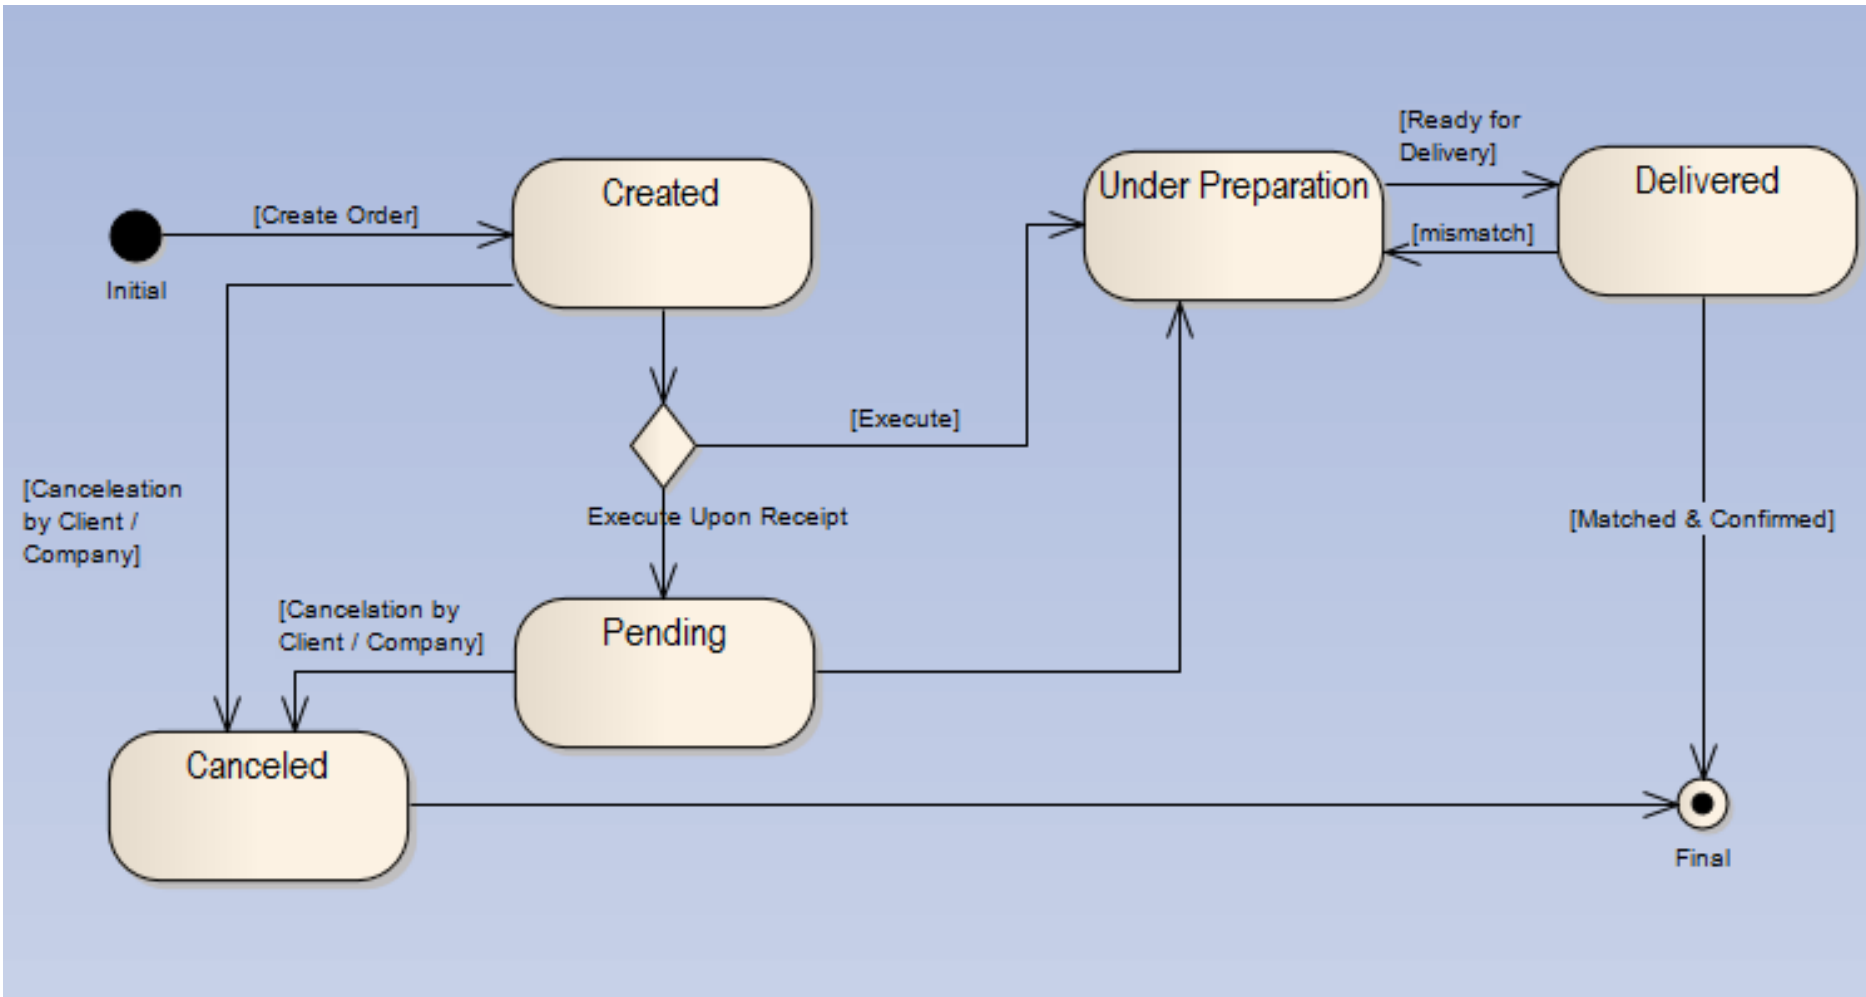 [Ready for
Delivery]
Created
Under Preparation
Delivered
[Create Order]
[mismatch]
Initial
[Execute]
[Canceleation
by Client /
Company]
Execute Upon Receipt
[Matched & Confirmed]
[Cancelation by
Client / Company]
Pending
Canceled
Final